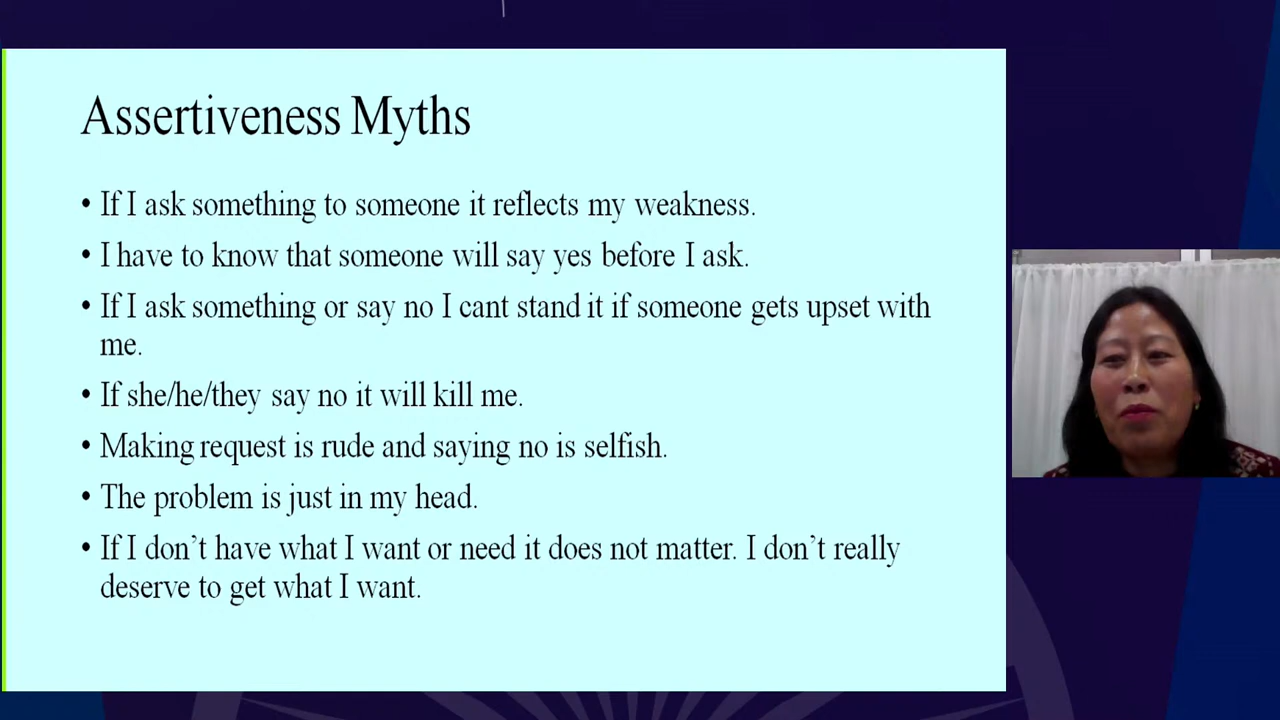 Assertiveness Myths
• If I ask something to someone it reflects my weakness.
• I have to know that someone will say yes before I ask.
• If I ask something or say no I cant stand it if someone gets upset with
me.
• If she/he/they say no it will kill me.
• Making request is rude and saying no is selfish.
• The problem is just in my head.
• If I don’t have what I want or need it does not matter. I don’t really
deserve to get what I want.